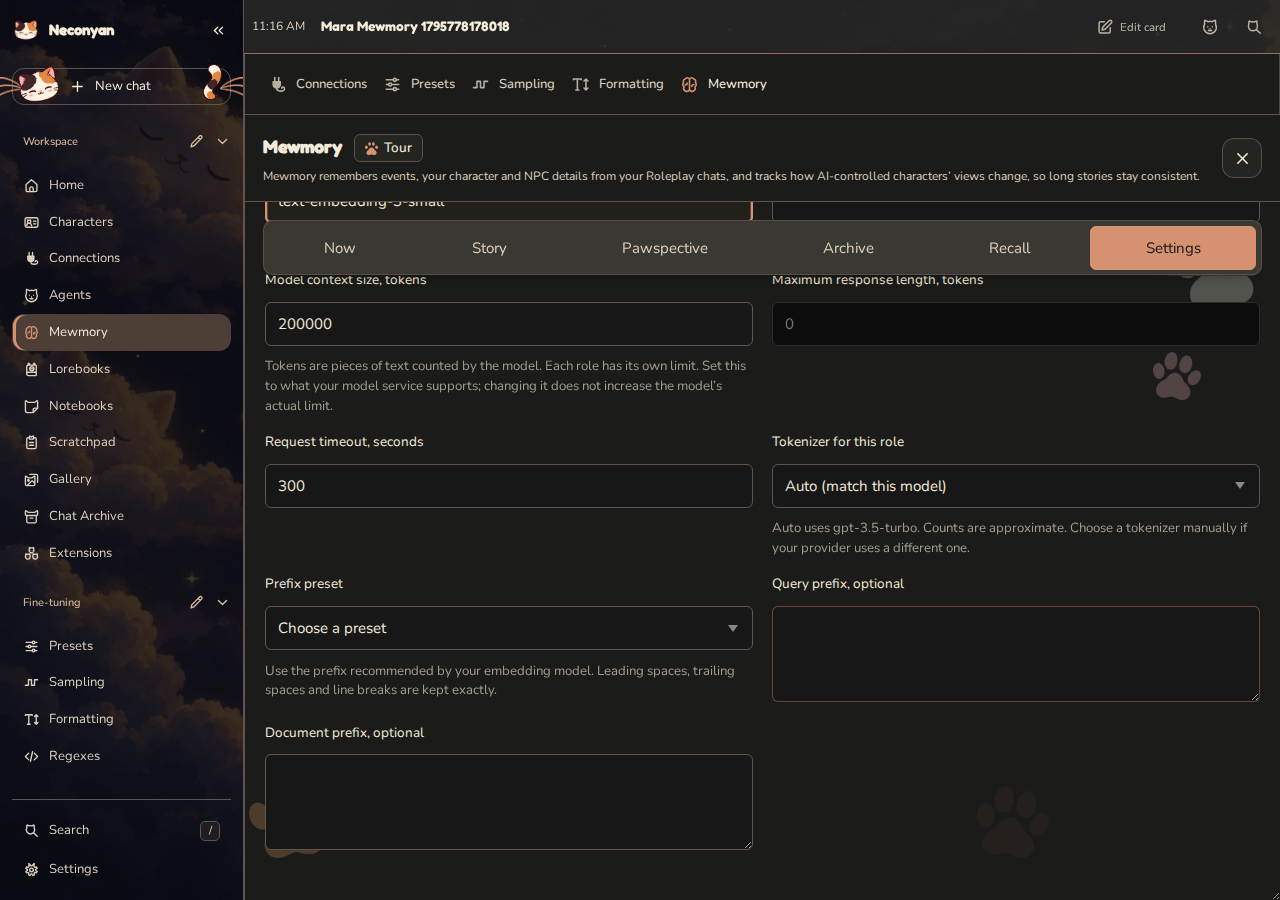 Neconyan
New chat
Workspace
Home
Characters
Connections
Agents
Mewmory
Lorebooks
Notebooks
Scratchpad
Gallery
Chat Archive
Extensions
Fine-tuning
Presets
Sampling
Formatting
Regexes
Search /
Settings
11:16 AM Mara Mewmory 1795778178018 Edit card
Connections Presets Sampling Formatting Mewmory
Mewmory Tour
Mewmory remembers events, your character and NPC details from your Roleplay chats, and tracks how AI-controlled characters' views change, so long stories stay consistent.
text-embedding-3-small
Now Story Pawspective Archive Recall Settings
Model context size, tokens
200000
Tokens are pieces of text counted by the model. Each role has its own limit. Set this
to what your model service supports; changing it does not increase the model's
actual limit.
Maximum response length, tokens
0
Request timeout, seconds
300
Tokenizer for this role
Auto (match this model)
Auto uses gpt-3.5-turbo. Counts are approximate. Choose a tokenizer manually if
your provider uses a different one.
Prefix preset
Choose a preset
Use the prefix recommended by your embedding model. Leading spaces, trailing
spaces and line breaks are kept exactly.
Query prefix, optional
Document prefix, optional